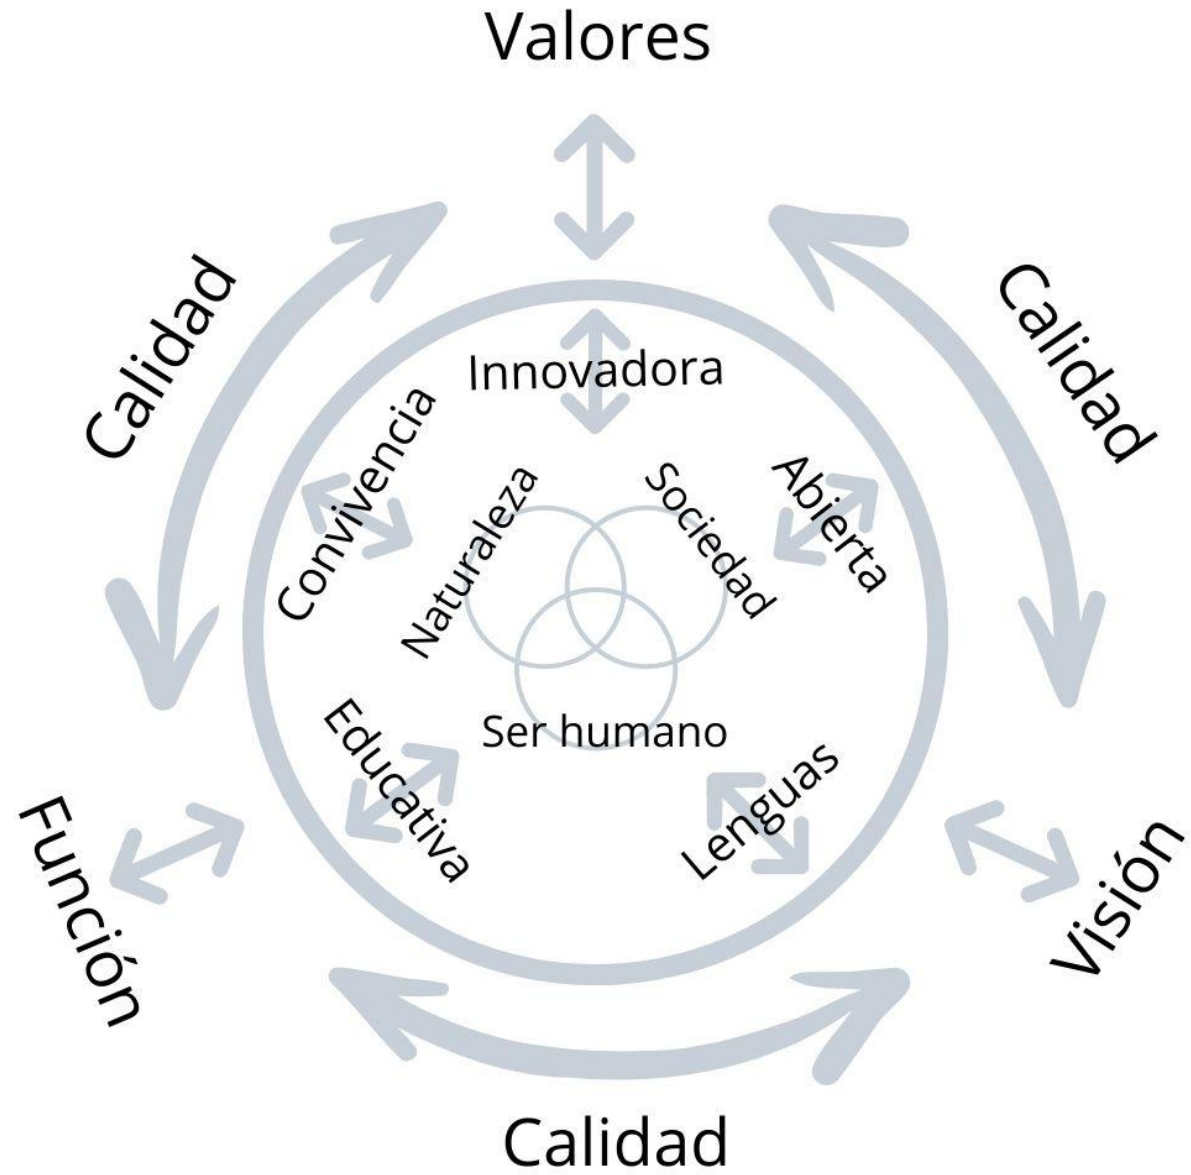 Valores
Calidad
Calidad
Innovadora
Convivencia
Abierta
Naturaleza
Sociedad
Ser humano
Educativa
Lenguas
Función
Visión
Calidad